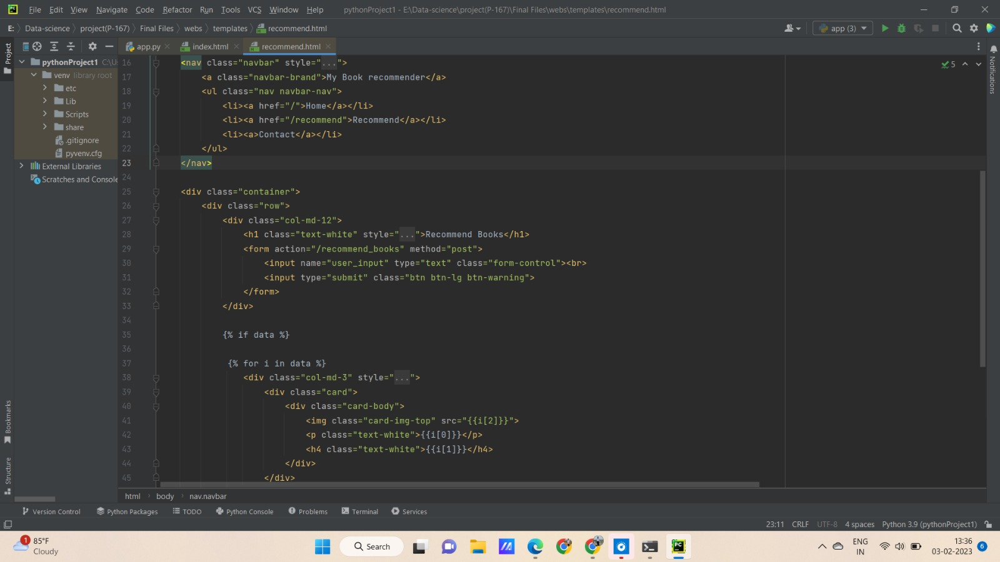 PC File Edit View Navigate Code Refactor Run Tools VCS Window Help pythonProject1 - E:\Data-science\project(P-167)\Final Files\webs\templates\recommend.html
E: Data-science project(P-167) Final Files webs templates recommend.html app (3)
Project
app.py index.html recommend.html
pythonProject1 C:\U
venv library root
etc
Lib
Scripts
share
.gitignore
pyvenv.cfg
External Libraries
Scratches and Console
16 <nav class="navbar" style="...">
17 <a class="navbar-brand">My Book recommender</a>
18 <ul class="nav navbar-nav">
19 <li><a href="/">Home</a></li>
20 <li><a href="/recommend">Recommend</a></li>
21 <li><a>Contact</a></li>
22 </ul>
23 </nav>
24
25 <div class="container">
26 <div class="row">
27 <div class="col-md-12">
28 <h1 class="text-white" style="...">Recommend Books</h1>
29 <form action="/recommend_books" method="post">
30 <input name="user_input" type="text" class="form-control"><br>
31 <input type="submit" class="btn btn-lg btn-warning">
32 </form>
33 </div>
34
35 {% if data %}
36
37 {% for i in data %}
38 <div class="col-md-3" style="...">
39 <div class="card">
40 <div class="card-body">
41 <img class="card-img-top" src="{{i[2]}}">
42 <p class="text-white">{{i[0]}}</p>
43 <h4 class="text-white">{{i[1]}}</h4>
44 </div>
45 </div>
5
Notifications
Bookmarks
Structure
html body nav.navbar
Version Control Python Packages TODO Python Console Problems Terminal Services
23:11 CRLF UTF-8 4 spaces Python 3.9 (pythonProject1)
1
85°F
Cloudy
Search
PC
ENG
IN
13:36
03-02-2023
6